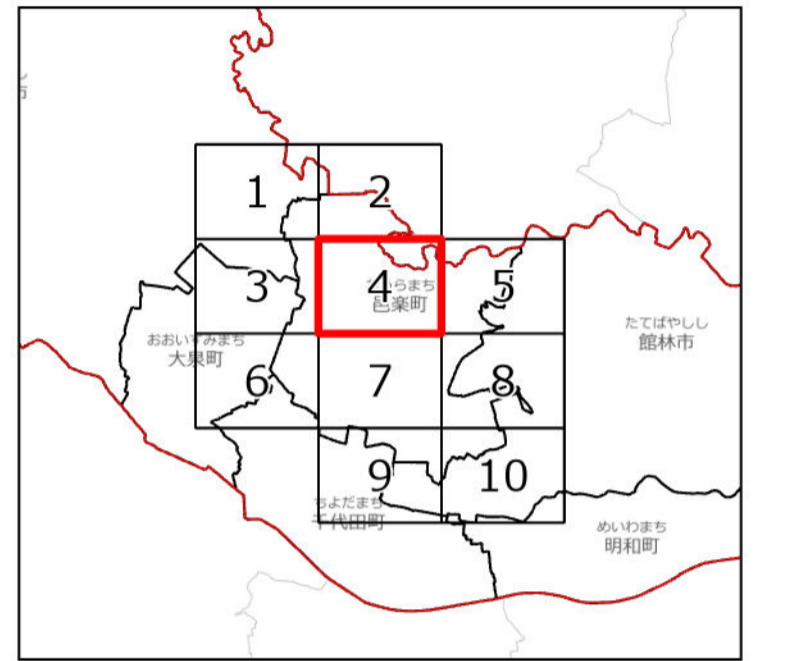 1
2
3
4
5
らまち
邑楽町
たてばやしし
館林市
おおいずみまち
大泉町
6
7
8
9
10
ちよだまち
千代田町
めいわまち
明和町